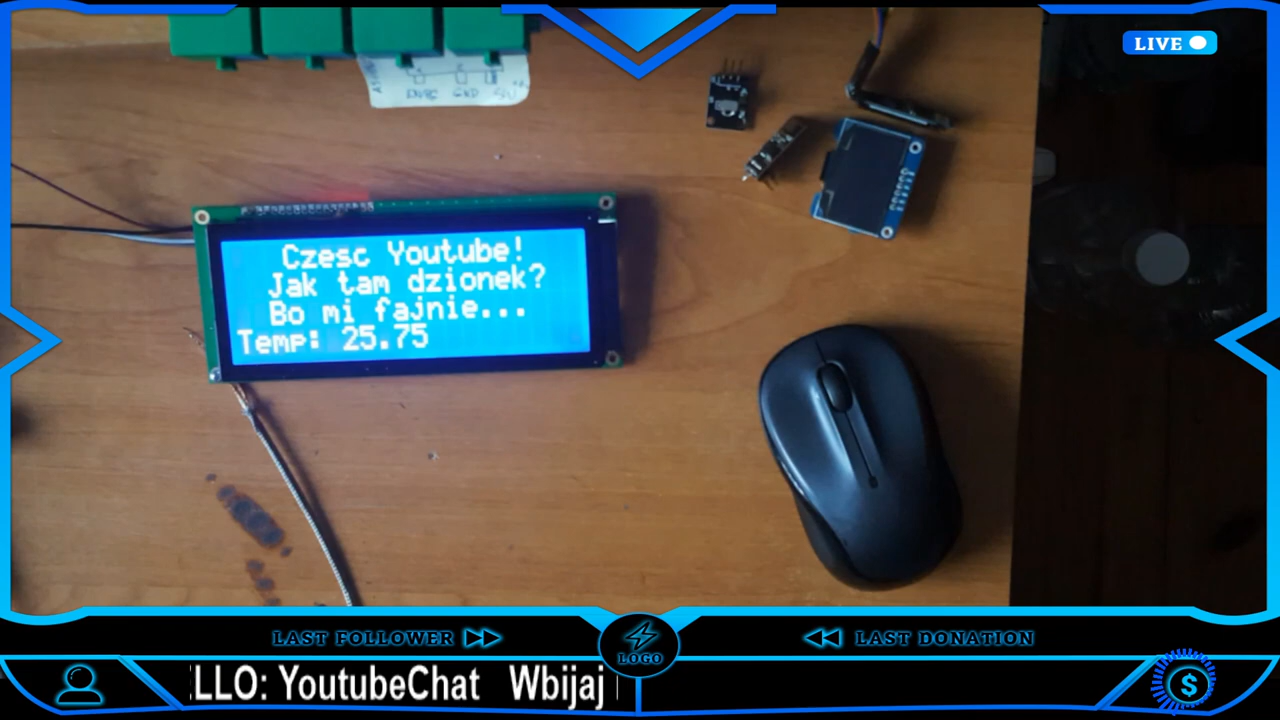 LIVE
Czesc Youtube!
Jak tam dzionek?
Bo mi fajnie...
Temp: 25.75
LAST FOLLOWER
LOGO
LAST DONATION
LLO: YoutubeChat Wbijaj